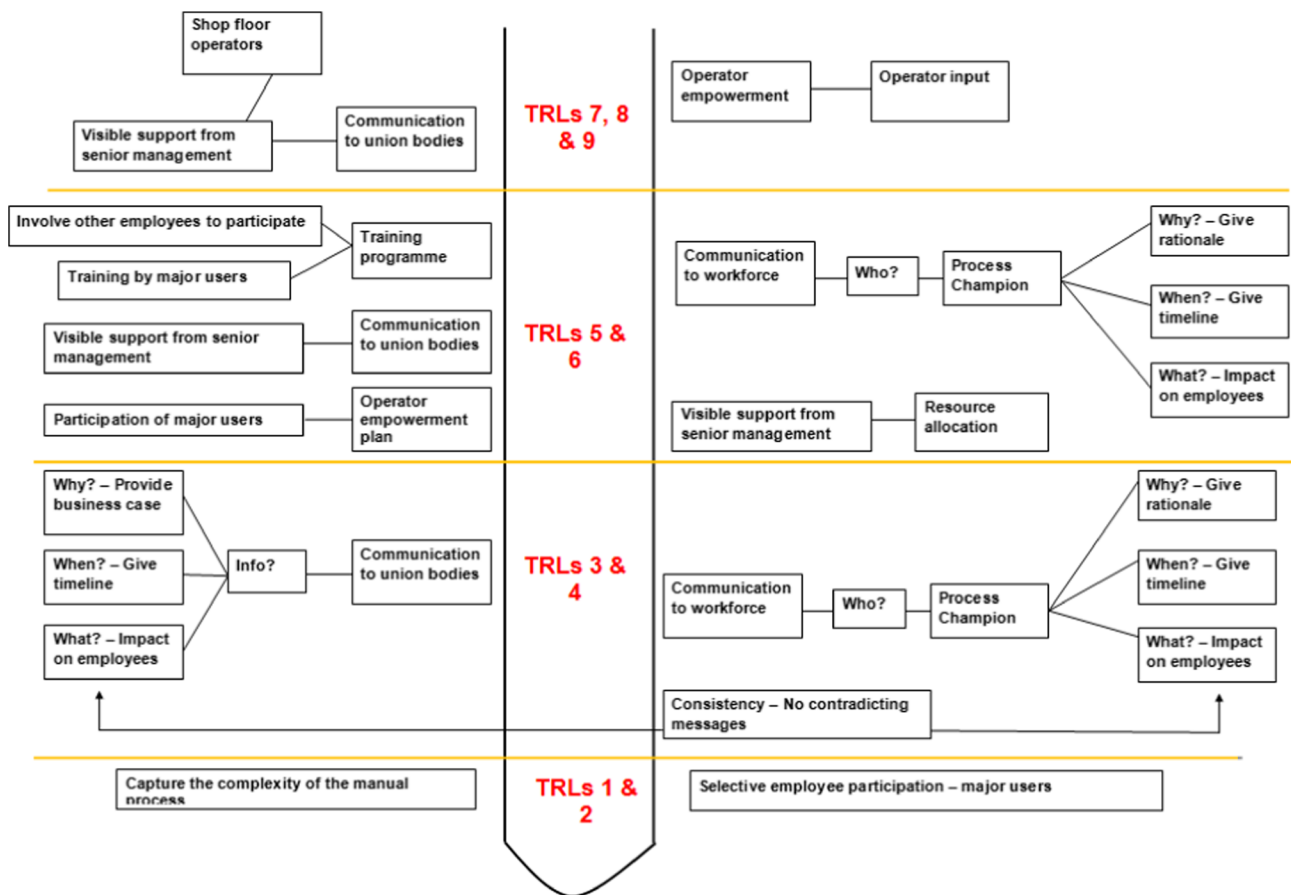 Shop floor
operators
Visible support from
senior management
Communication
to union bodies
TRLs 7, 8
& 9
Operator
empowerment
Operator input
Involve other employees to participate
Training by major users
Training
programme
Visible support from senior
management
Communication
to union bodies
Participation of major users
Operator
empowerment
plan
TRLs 5 &
6
Communication
to workforce
Who?
Process
Champion
Why? – Give
rationale
When? – Give
timeline
What? – Impact
on employees
Visible support from
senior management
Resource
allocation
Why? – Provide
business case
When? – Give
timeline
What? – Impact
on employees
Info?
Communication
to union bodies
TRLs 3 &
4
Communication
to workforce
Who?
Process
Champion
Why? – Give
rationale
When? – Give
timeline
What? – Impact
on employees
Consistency – No contradicting
messages
Capture the complexity of the manual
process
TRLs 1 &
2
Selective employee participation – major users